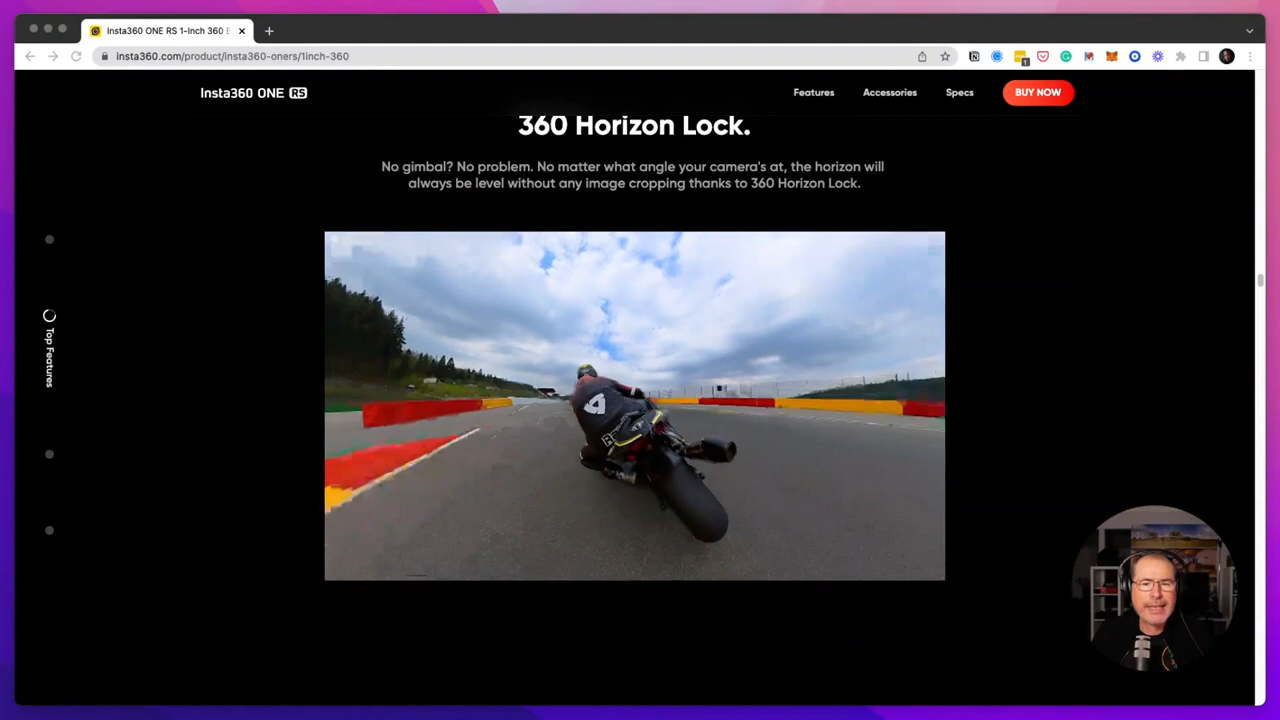 Insta360 ONE RS 1-Inch 360 E
insta360.com/product/insta360-oners/1inch-360
1
Insta360 ONE RS
Features
Accessories
Specs
BUY NOW
360 Horizon Lock.
No gimbal? No problem. No matter what angle your camera's at, the horizon will
always be level without any image cropping thanks to 360 Horizon Lock.
Top Features